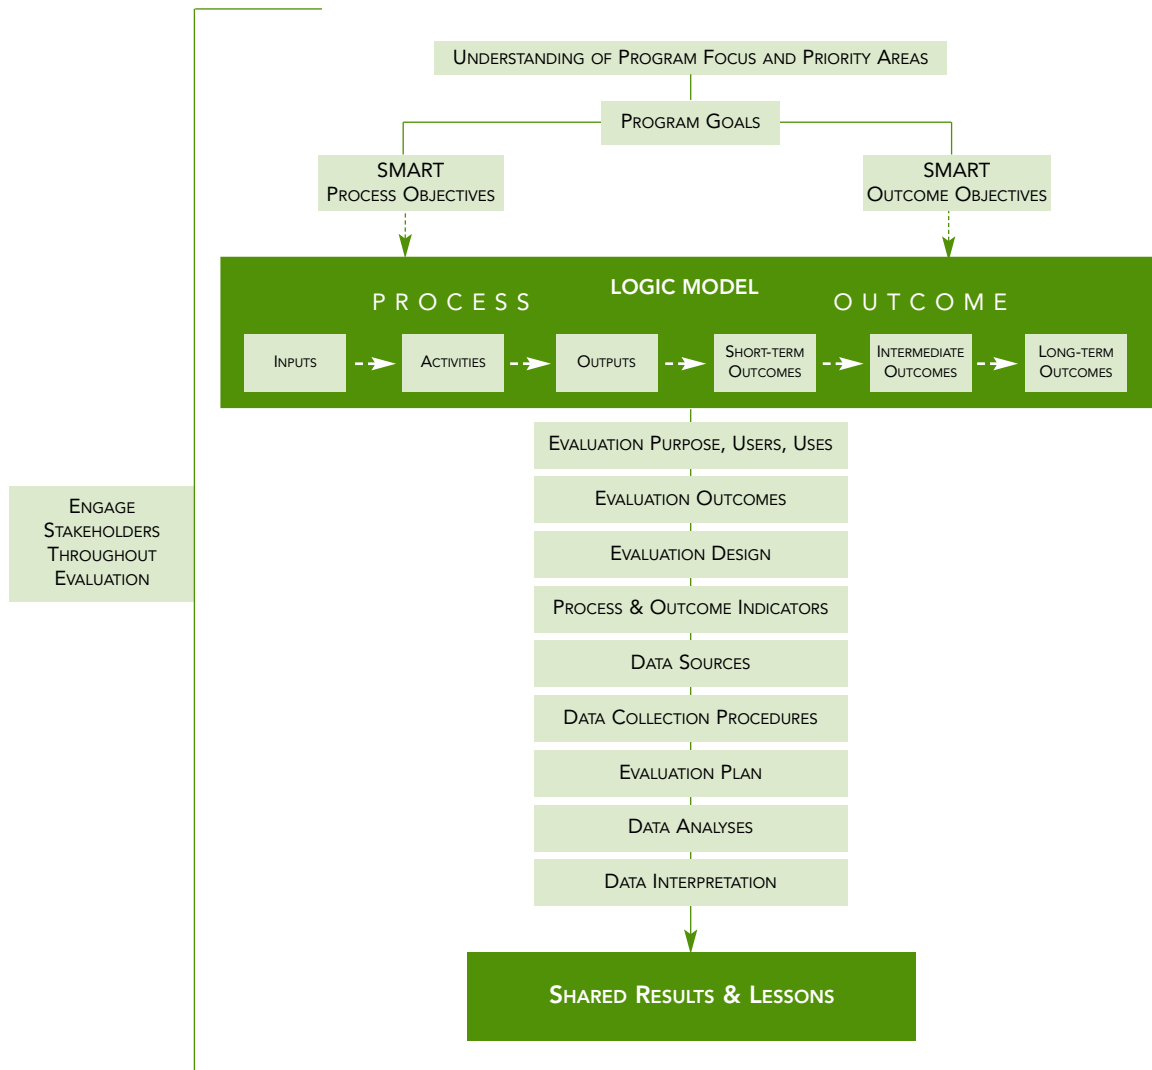 Understanding of Program Focus and Priority Areas
Program Goals
SMART
Process Objectives
SMART
Outcome Objectives
LOGIC MODEL
PROCESS
OUTCOME
Inputs
Activities
Outputs
Short-term
Outcomes
Intermediate
Outcomes
Long-term
Outcomes
Evaluation Purpose, Users, Uses
Evaluation Outcomes
Evaluation Design
Process & Outcome Indicators
Data Sources
Data Collection Procedures
Evaluation Plan
Data Analyses
Data Interpretation
Shared Results & Lessons
Engage
Stakeholders
Throughout
Evaluation